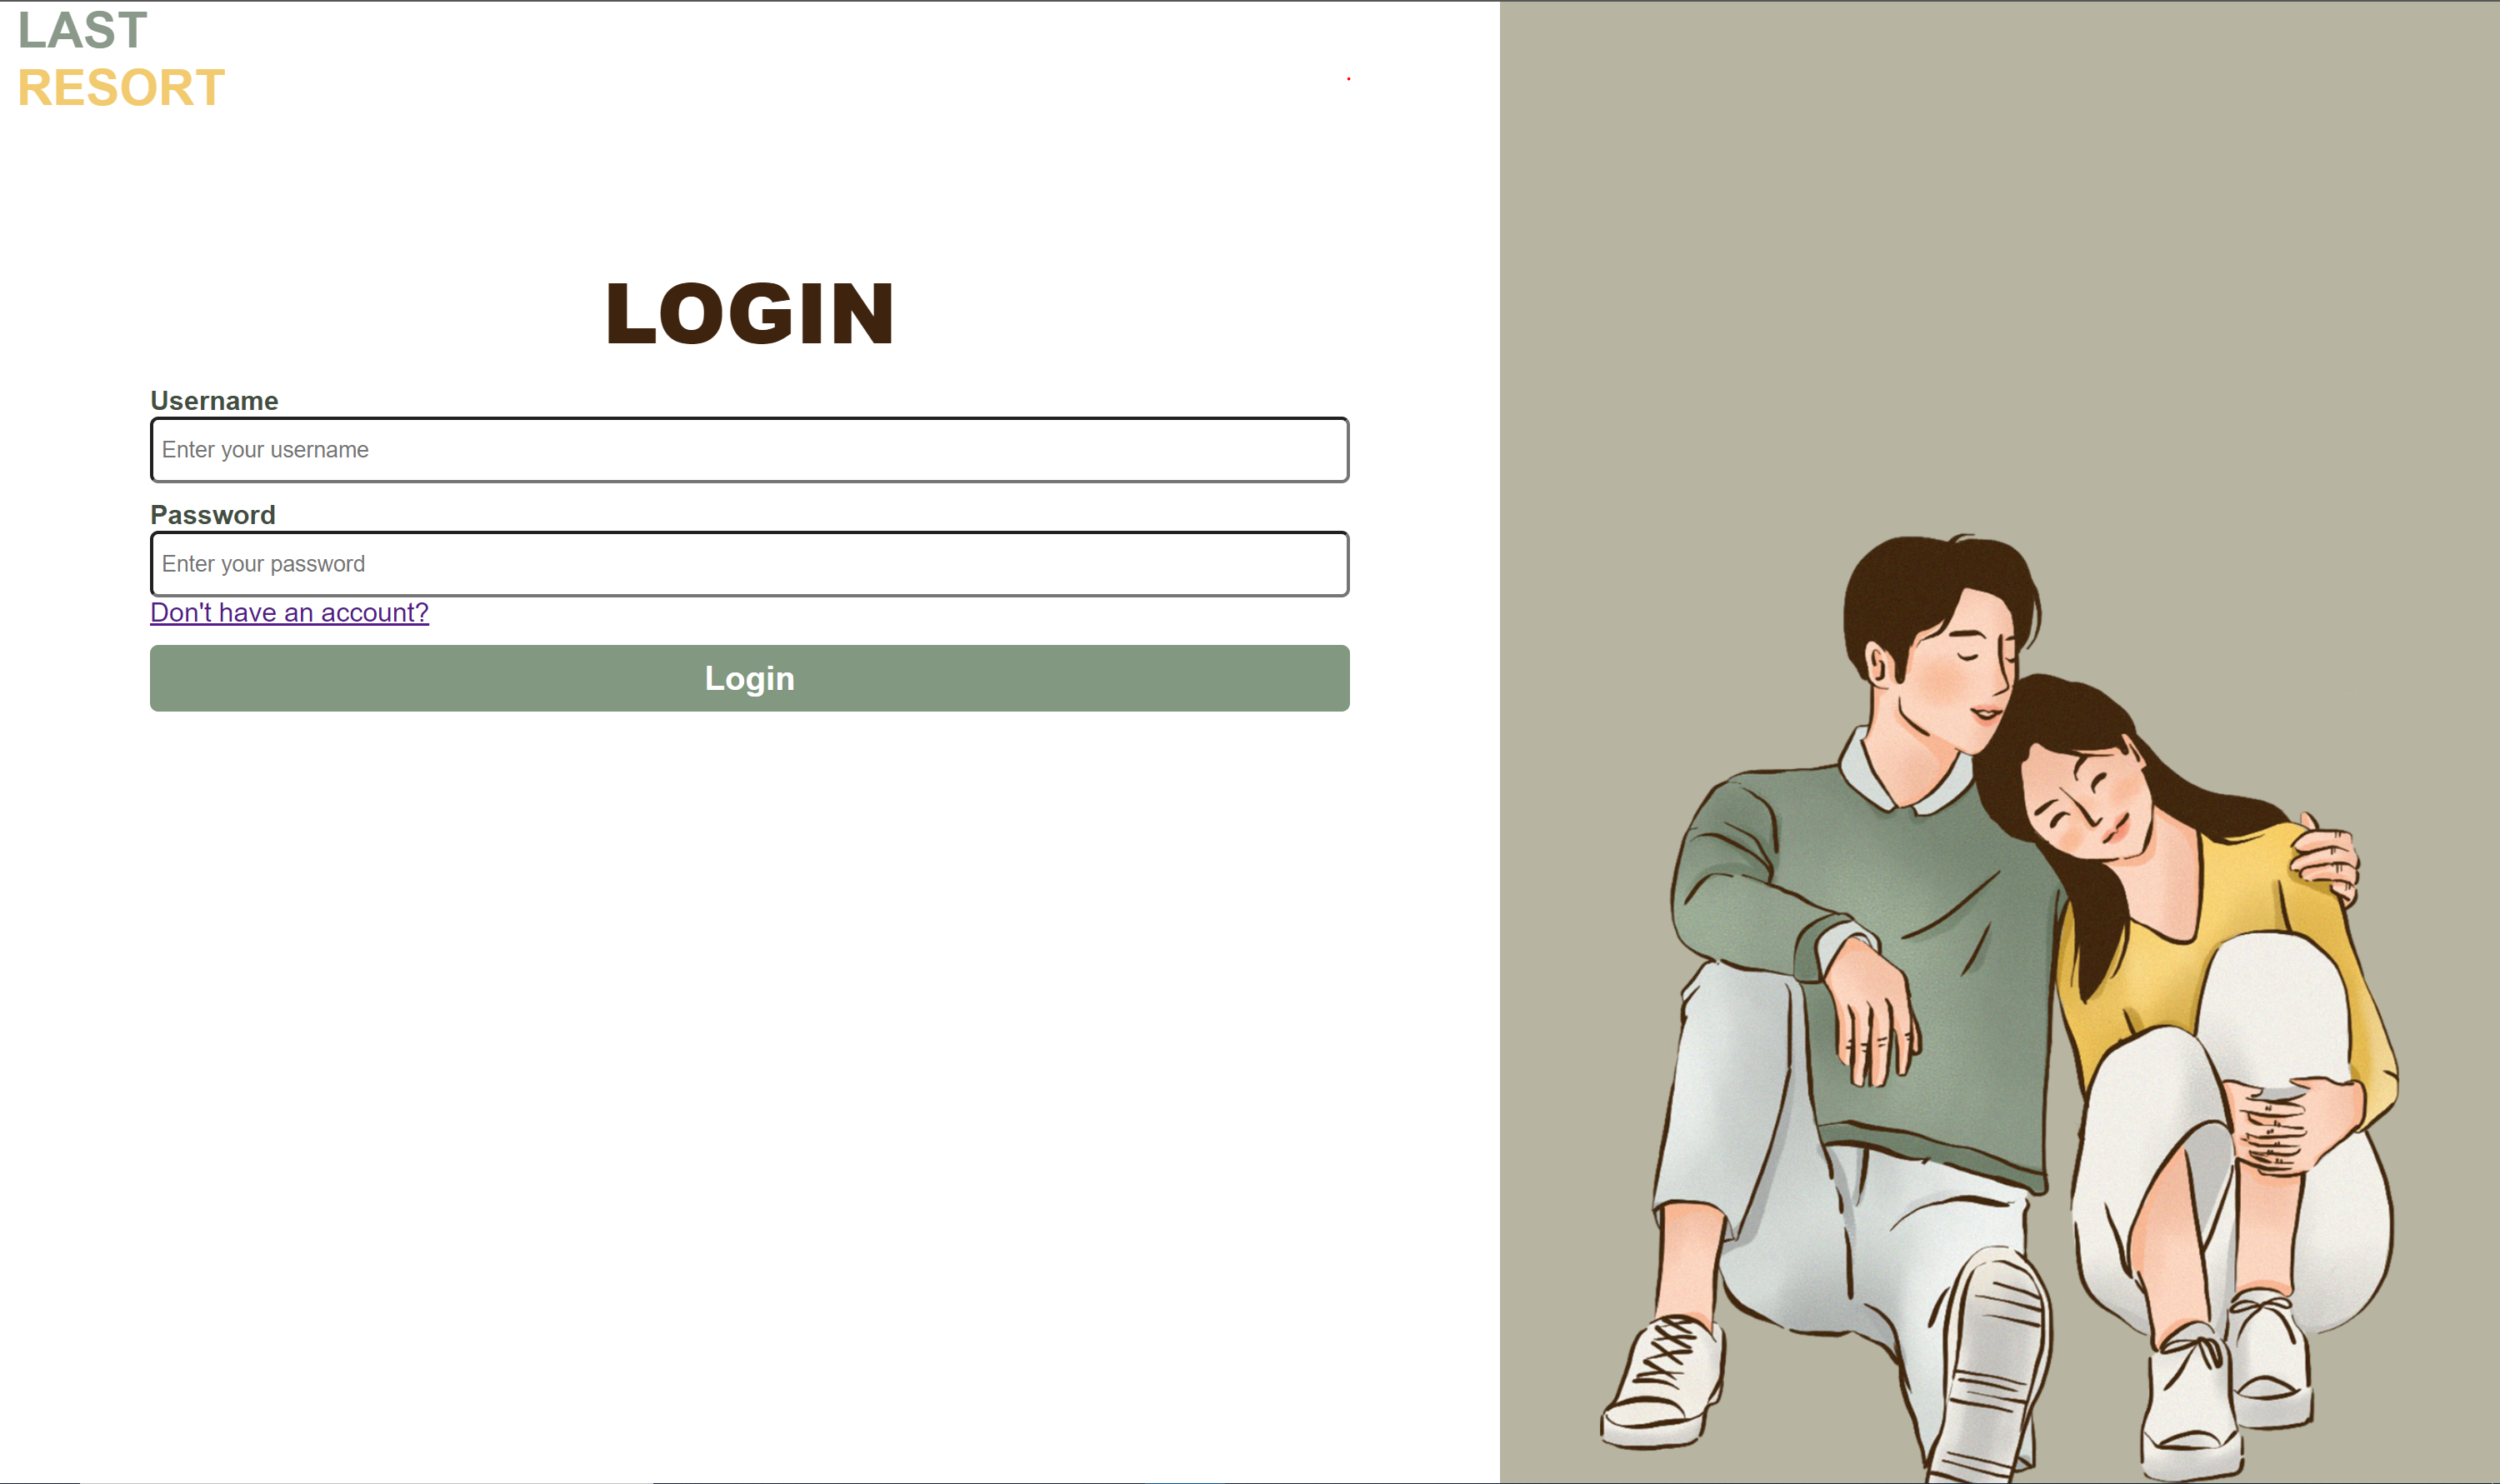 LAST
RESORT
LOGIN
Username
Enter your username
Password
Enter your password
Don't have an account?
Login